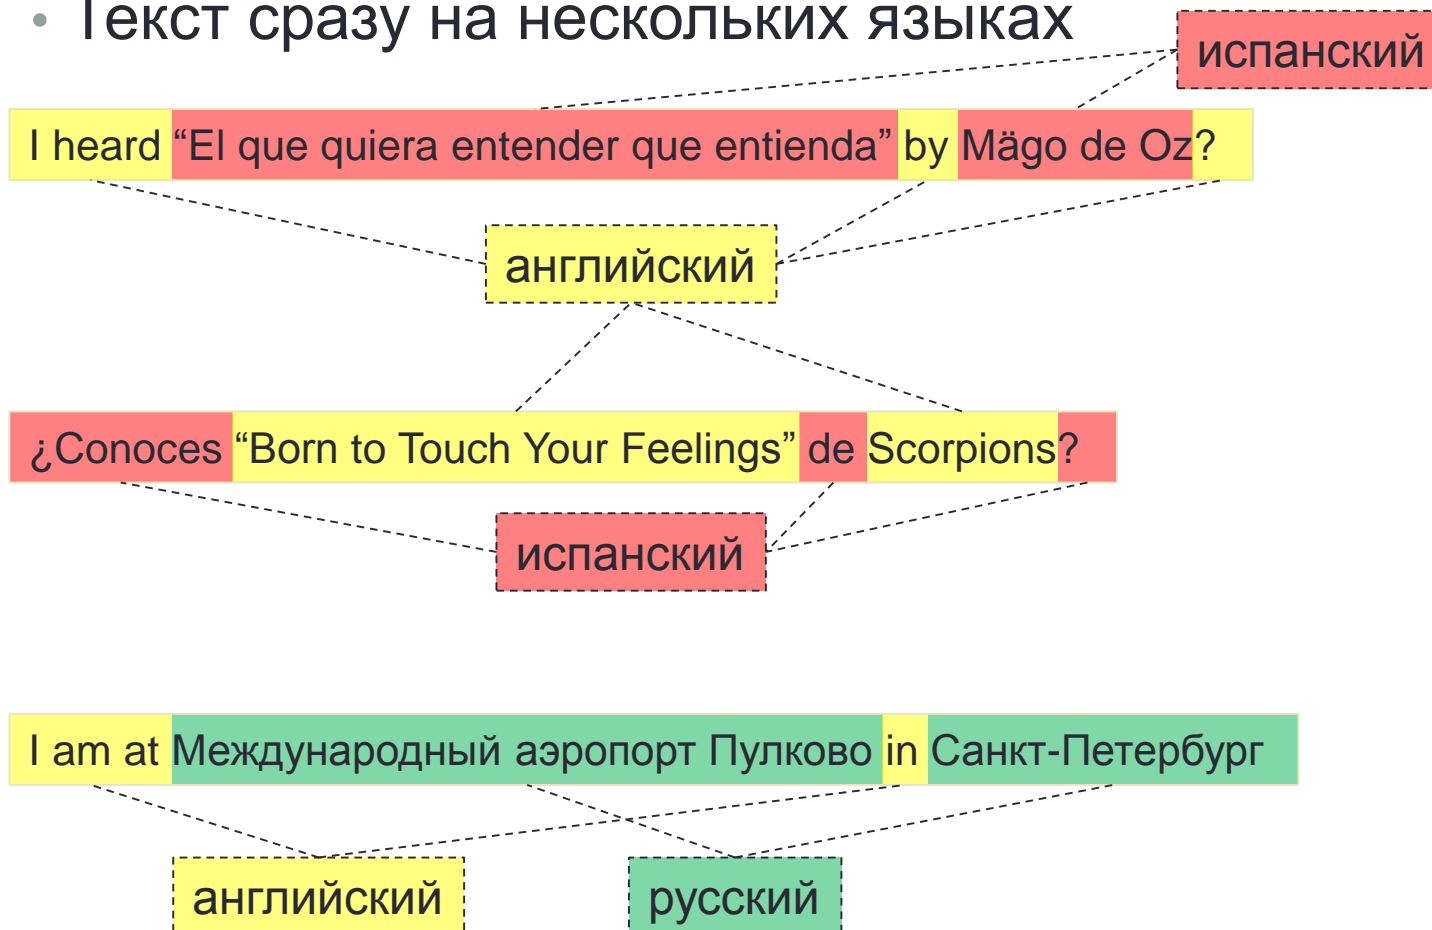 • Текст сразу на нескольких языках
испанский
I heard “El que quiera entender que entienda” by Mägo de Oz?
английский
¿Conoces “Born to Touch Your Feelings” de Scorpions?
испанский
I am at Международный аэропорт Пулково in Санкт-Петербург
английский
русский